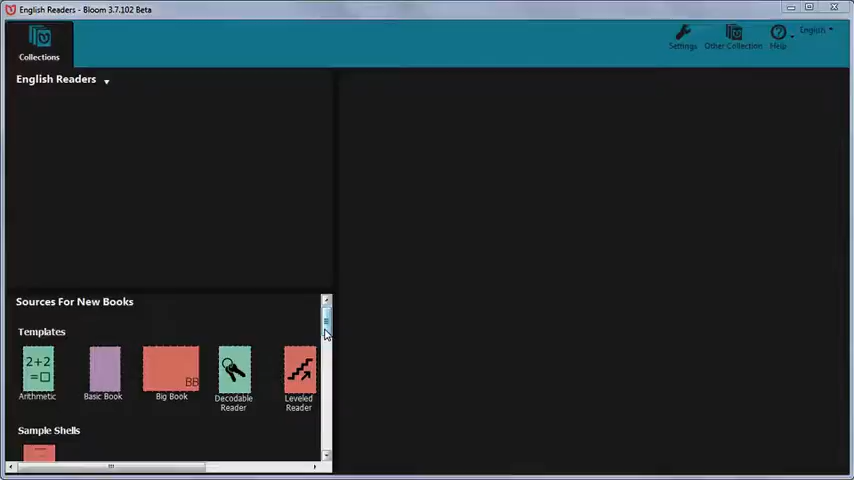 English Readers - Bloom 3.7.102 Beta
Collections
Settings
Other Collection
Help
English
English Readers
Sources For New Books
Templates
2+2
=□
BB
Arithmetic
Basic Book
Big Book
Decodable
Reader
Leveled
Reader
Sample Shells